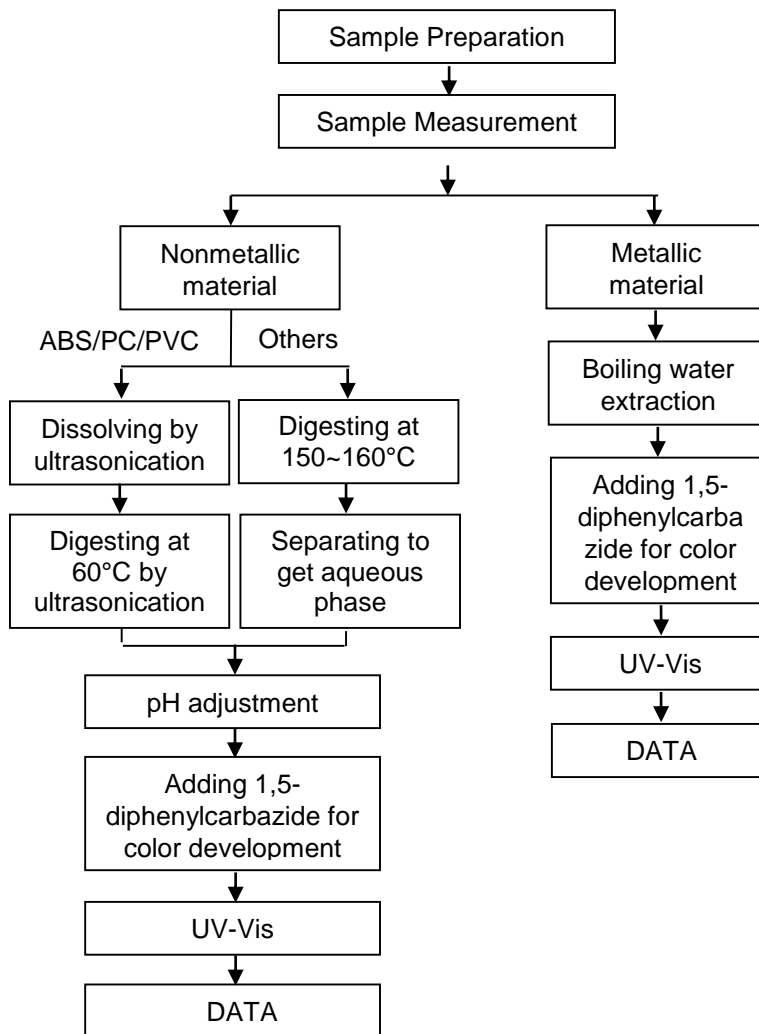 Sample Preparation
Sample Measurement
Nonmetallic
material
ABS/PC/PVC
Others
Dissolving by
ultrasonication
Digesting at
150~160°C
Digesting at
60°C by
ultrasonication
Separating to
get aqueous
phase
pH adjustment
Adding 1,5-
diphenylcarbazide for
color development
UV-Vis
DATA
Metallic
material
Boiling water
extraction
Adding 1,5-
diphenylcarba
zide for color
development
UV-Vis
DATA